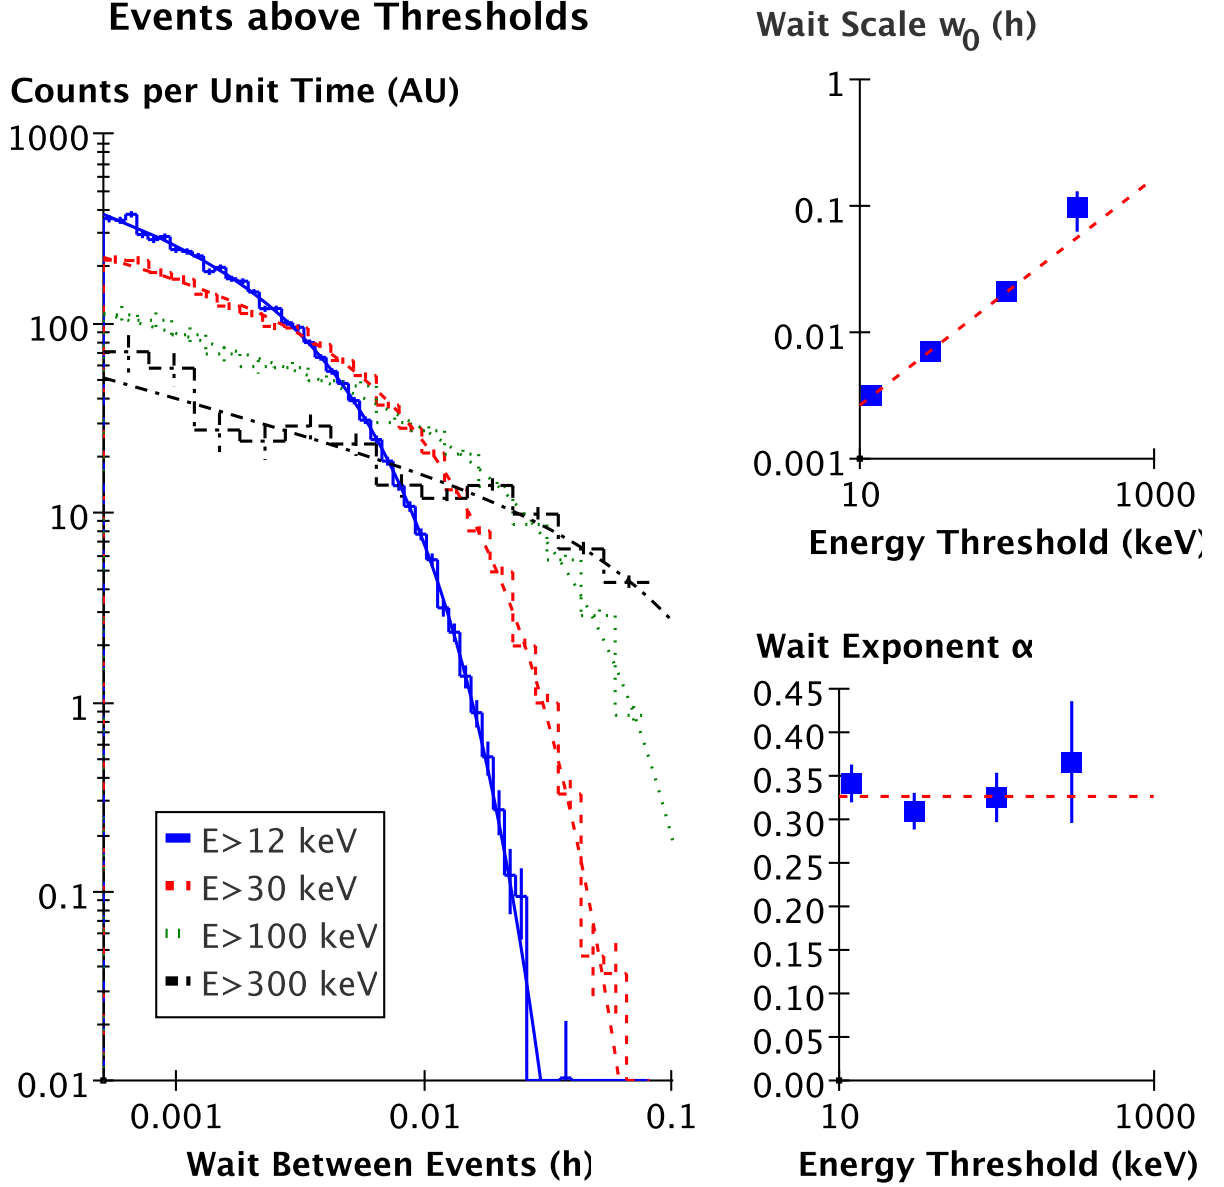 Events above Thresholds
Counts per Unit Time (AU)
1000
100
10
1
0.1
0.01
0.001
0.01
0.1
Wait Between Events (h)
E>12 keV
E>30 keV
E>100 keV
E>300 keV
Wait Scale w0 (h)
1
0.1
0.01
0.001
10
1000
Energy Threshold (keV)
Wait Exponent α
0.45
0.40
0.35
0.30
0.25
0.20
0.15
0.10
0.05
0.00
10
1000
Energy Threshold (keV)